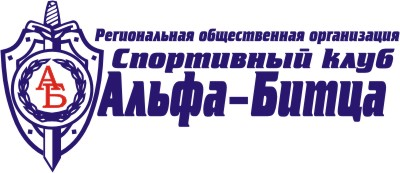 Региональная общественная организация
Спортивный клуб
Альфа-Битца
АБ